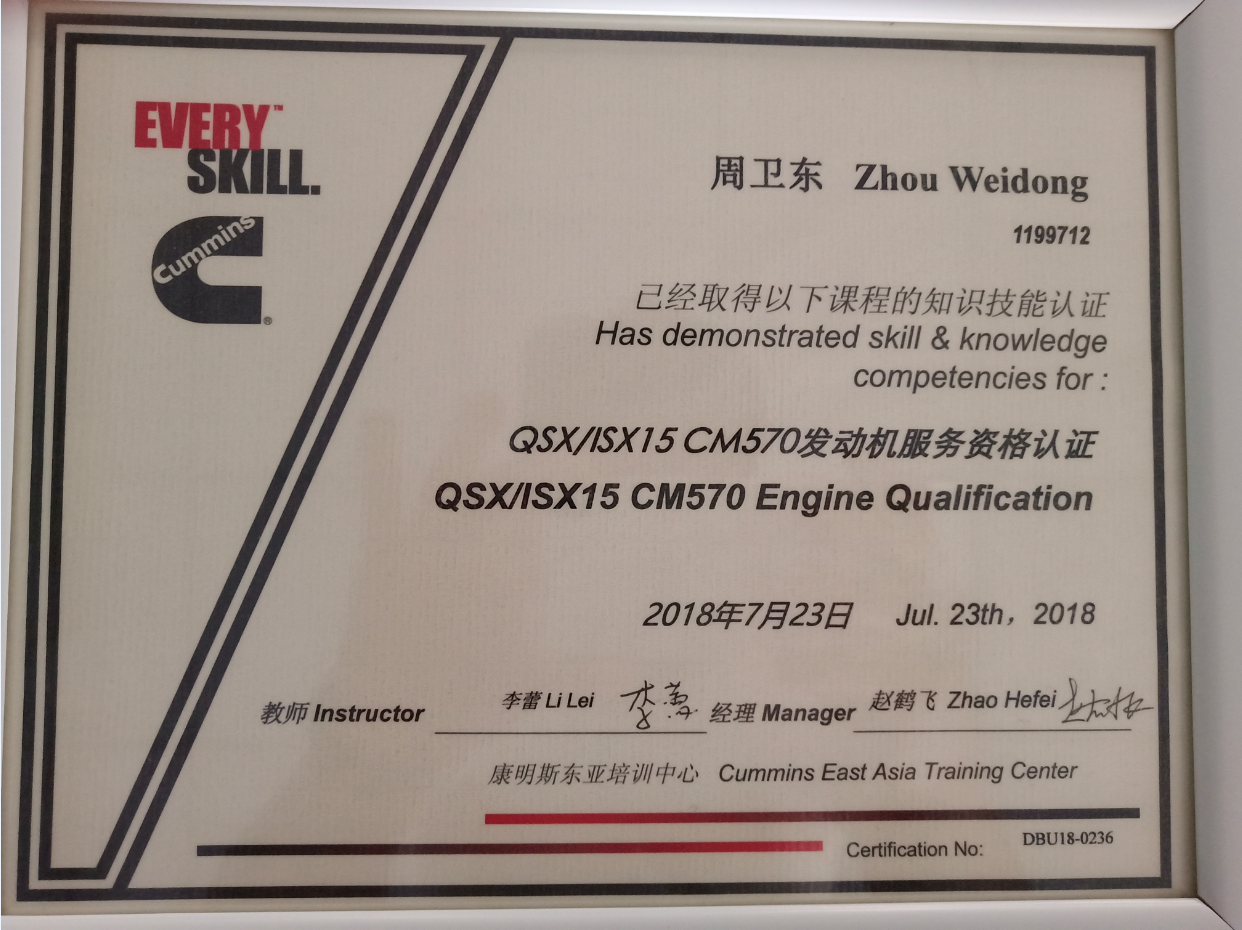 EVERY™
SKILL.
Cummins
®
周卫东 Zhou Weidong
1199712
已经取得以下课程的知识技能认证
Has demonstrated skill & knowledge
competencies for :
QSX/ISX15 CM570发动机服务资格认证
QSX/ISX15 CM570 Engine Qualification
2018年7月23日 Jul. 23th，2018
教师 Instructor 李蕾 Li Lei 李蕾 经理 Manager 赵鹤飞 Zhao Hefei
康明斯东亚培训中心 Cummins East Asia Training Center
Certification No: DBU18-0236